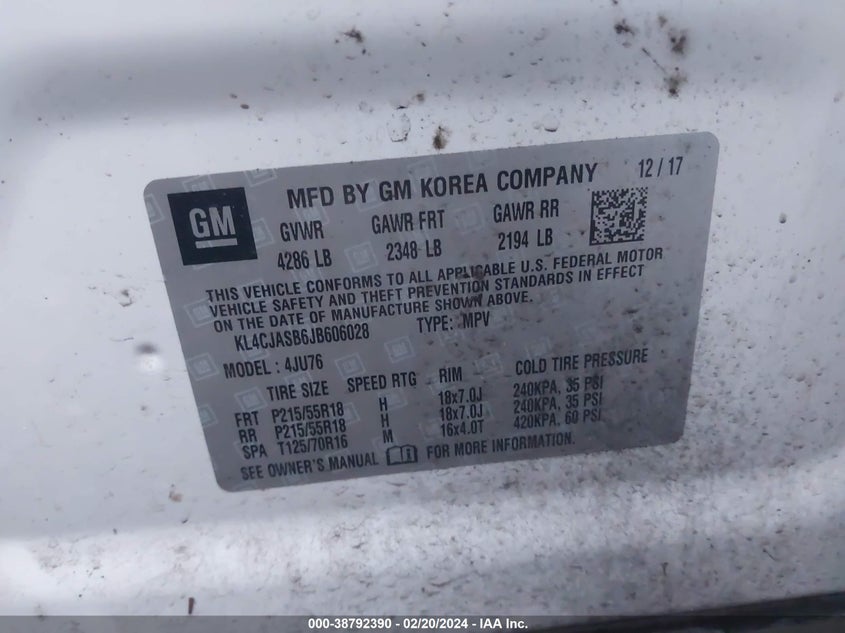 MFD BY GM KOREA COMPANY 12 / 17
GM
GVWR GAWR FRT GAWR RR
4286 LB 2348 LB 2194 LB
THIS VEHICLE CONFORMS TO ALL APPLICABLE U.S. FEDERAL MOTOR
VEHICLE SAFETY AND THEFT PREVENTION STANDARDS IN EFFECT
ON THE DATE OF MANUFACTURE SHOWN ABOVE.
KL4CJASB6JB606028 TYPE: MPV
MODEL : 4JU76
TIRE SIZE SPEED RTG RIM COLD TIRE PRESSURE
FRT P215/55R18 H 18x7.0J 240KPA, 35 PSI
RR P215/55R18 H 18x7.0J 240KPA, 35 PSI
SPA T125/70R16 M 16x4.0T 420KPA, 60 PSI
SEE OWNER'S MANUAL FOR MORE INFORMATION.
000-38792390 - 02/20/2024 - IAA, Inc.